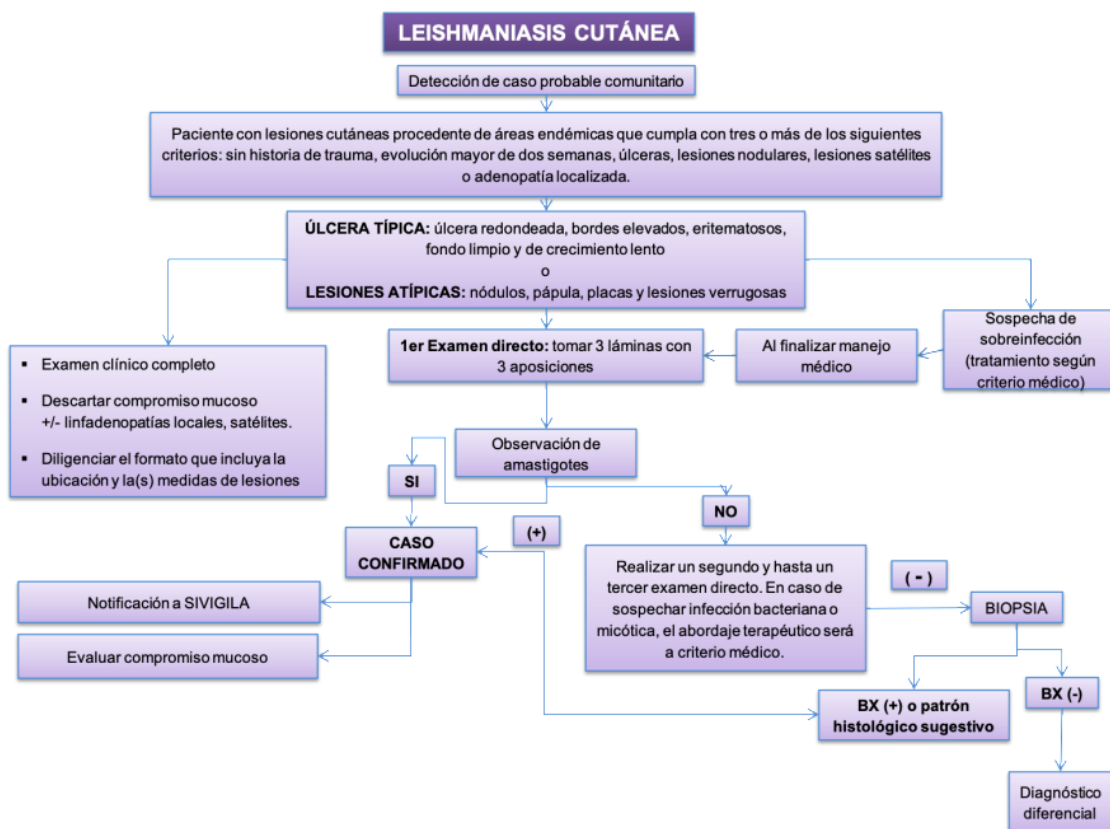 LEISHMANIASIS CUTÁNEA
Detección de caso probable comunitario
Paciente con lesiones cutáneas procedente de áreas endémicas que cumpla con tres o más de los siguientes
criterios: sin historia de trauma, evolución mayor de dos semanas, úlceras, lesiones nodulares, lesiones satélites
o adenopatía localizada.
ÚLCERA TÍPICA: úlcera redondeada, bordes elevados, eritematosos,
fondo limpio y de crecimiento lento
o
LESIONES ATÍPICAS: nódulos, pápula, placas y lesiones verrugosas
▪ Examen clínico completo
▪ Descartar compromiso mucoso
+/- linfadenopatías locales, satélites.
▪ Diligenciar el formato que incluya la
ubicación y la(s) medidas de lesiones
1er Examen directo: tomar 3 láminas con
3 aposiciones
Al finalizar manejo
médico
Sospecha de
sobreinfección
(tratamiento según
criterio médico)
Observación de
amastigotes
SI
NO
CASO
CONFIRMADO
(+)
Notificación a SIVIGILA
Evaluar compromiso mucoso
Realizar un segundo y hasta un
tercer examen directo. En caso de
sospechar infección bacteriana o
micótica, el abordaje terapéutico será
a criterio médico.
( - )
BIOPSIA
BX (+) o patrón
histológico sugestivo
BX (-)
Diagnóstico
diferencial